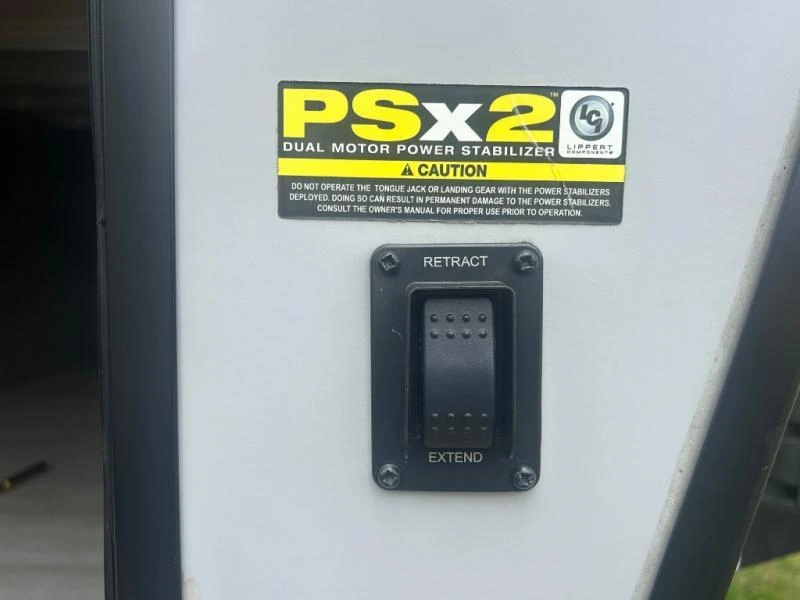 PSx2™
LCI
LIPPERT
COMPONENTS®
DUAL MOTOR POWER STABILIZER
⚠ CAUTION
DO NOT OPERATE THE TONGUE JACK OR LANDING GEAR WITH THE POWER STABILIZERS
DEPLOYED. DOING SO CAN RESULT IN PERMANENT DAMAGE TO THE POWER STABILIZERS.
CONSULT THE OWNER'S MANUAL FOR PROPER USE PRIOR TO OPERATION.
RETRACT
EXTEND